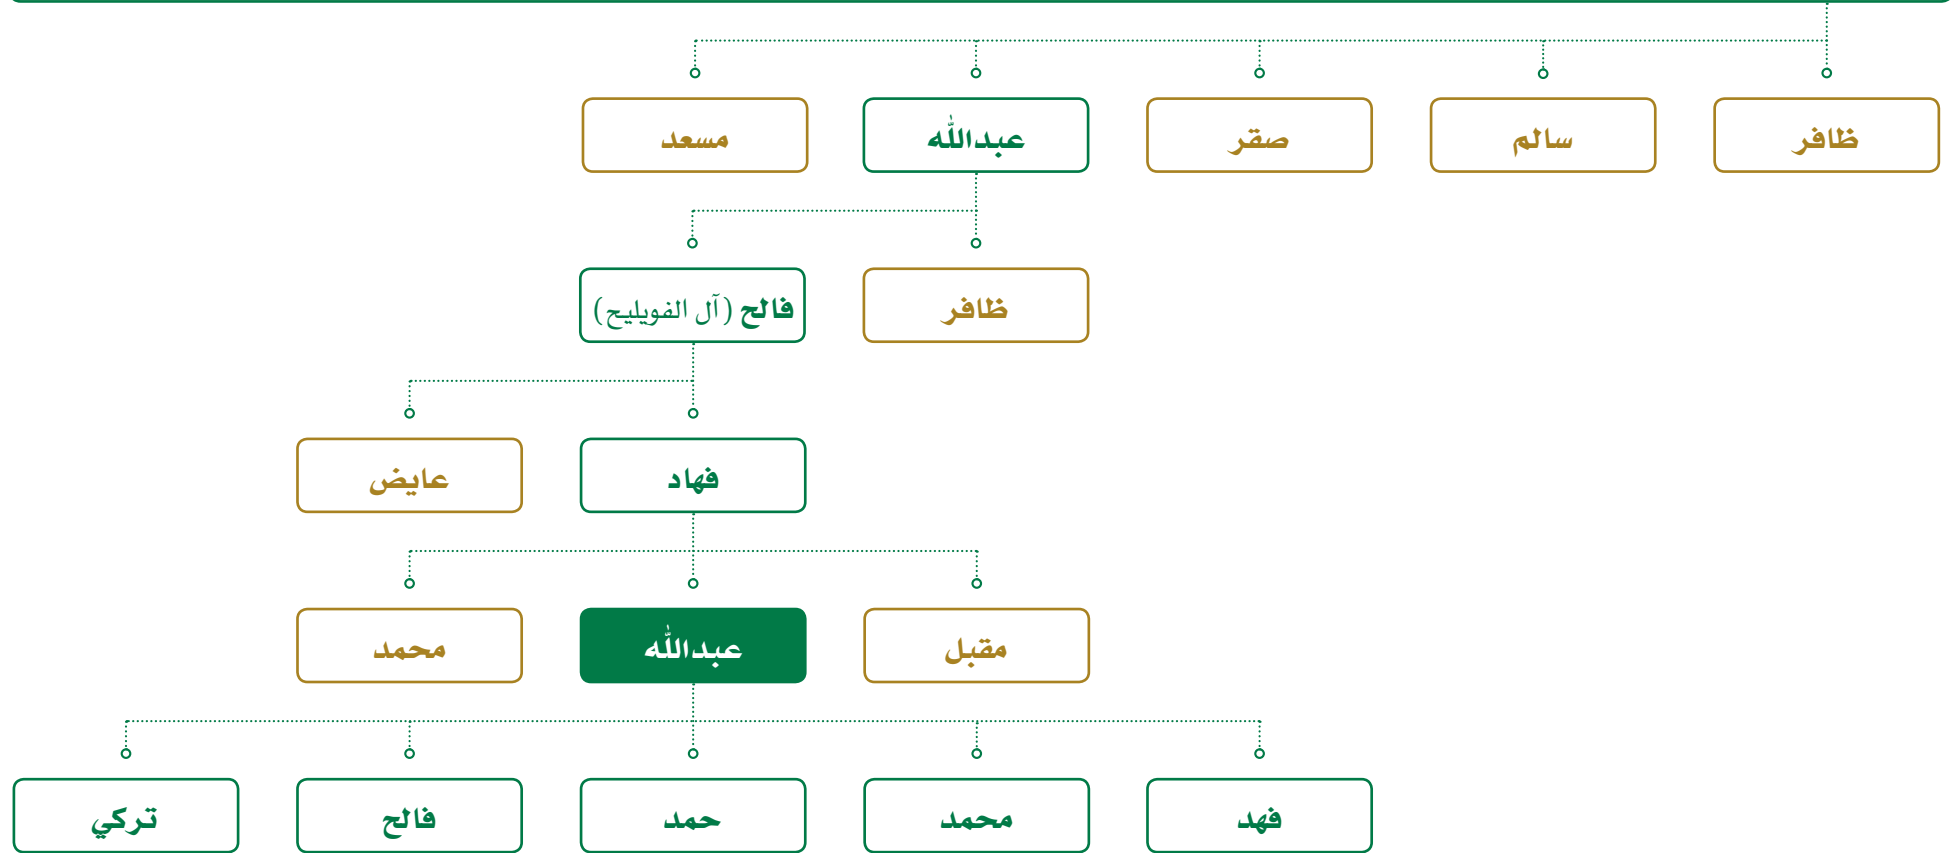 ظافر
سالم
صقر
عبدالله
مسعد
ظافر
فالح (آل الفويليح)
فهاد
عايض
مقبل
عبدالله
محمد
فهد
محمد
حمد
فالح
تركي